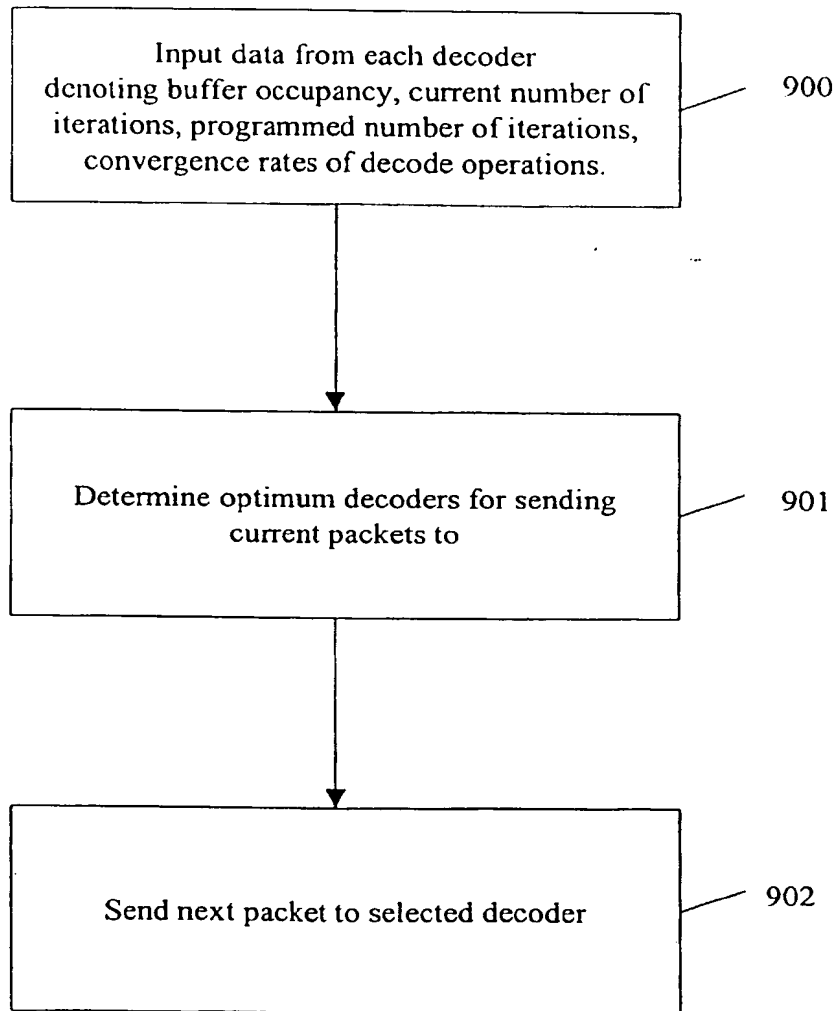 Input data from each decoder
denoting buffer occupancy, current number of
iterations, programmed number of iterations,
convergence rates of decode operations.
900
Determine optimum decoders for sending
current packets to
901
Send next packet to selected decoder
902